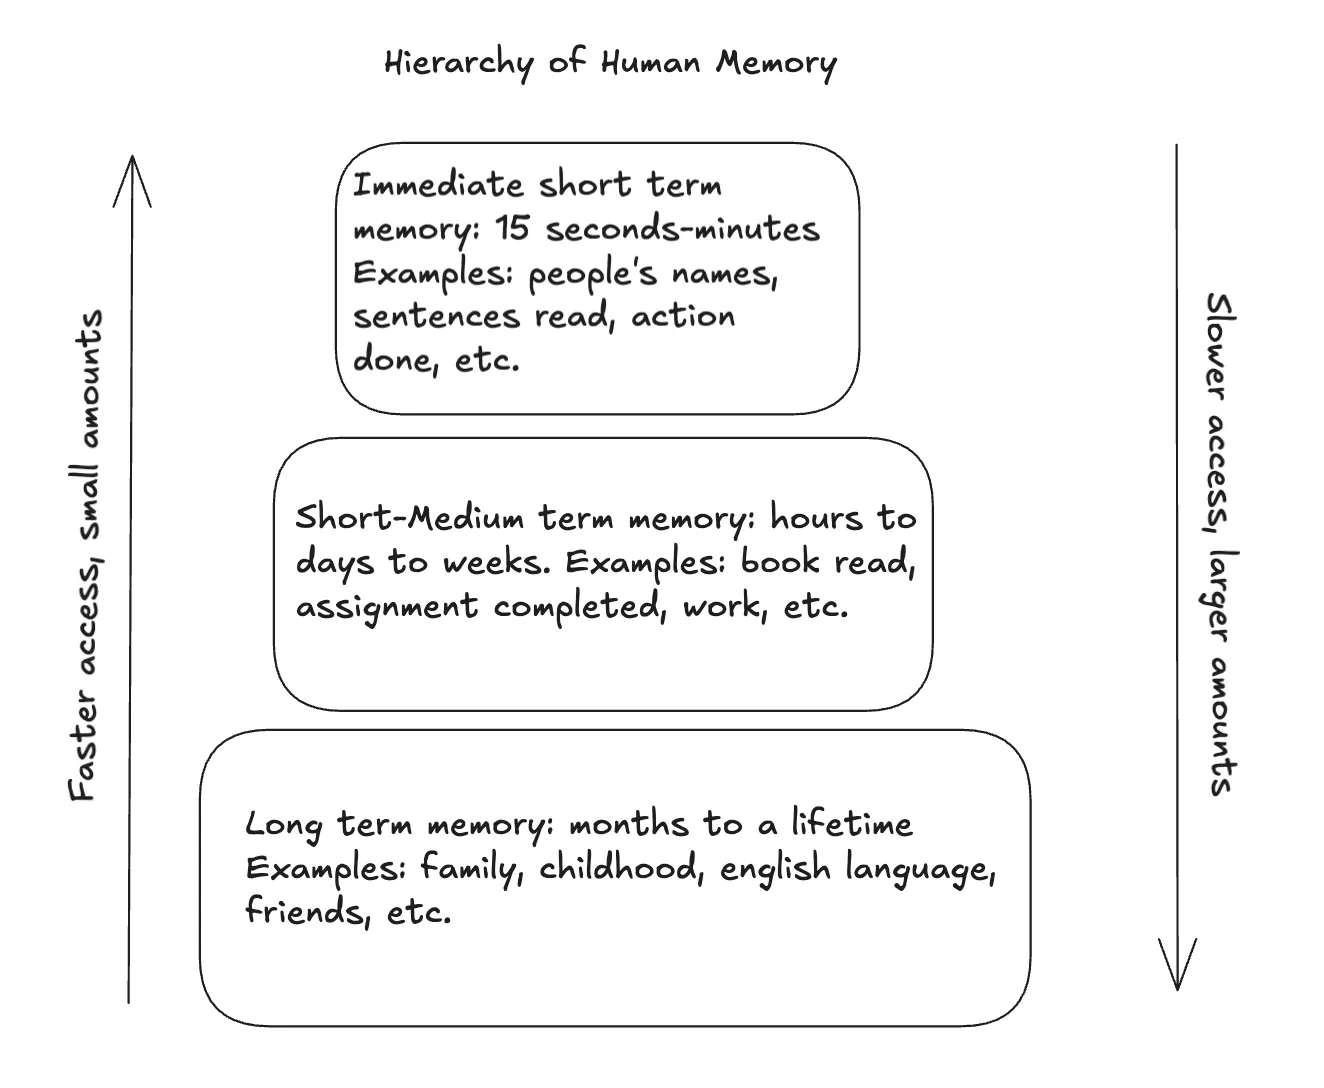 Hierarchy of Human Memory
Immediate short term
memory: 15 seconds-minutes
Examples: people's names,
sentences read, action
done, etc.
Short-Medium term memory: hours to
days to weeks. Examples: book read,
assignment completed, work, etc.
Long term memory: months to a lifetime
Examples: family, childhood, english language,
friends, etc.
Faster access, small amounts
Slower access, larger amounts